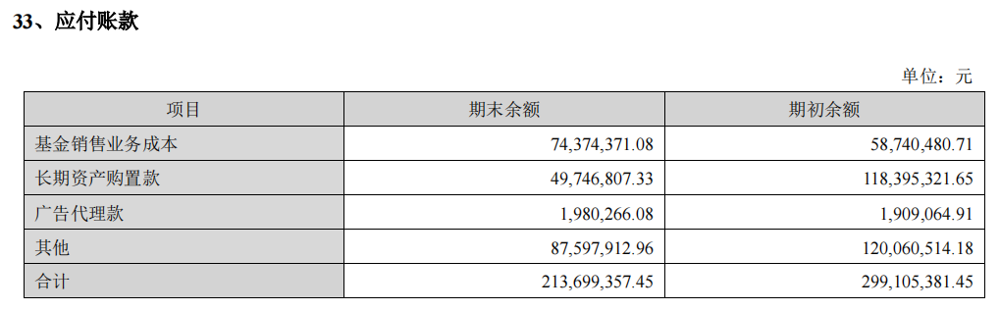 33、应付账款
单位：元
项目 期末余额 期初余额
基金销售业务成本 74,374,371.08 58,740,480.71
长期资产购置款 49,746,807.33 118,395,321.65
广告代理款 1,980,266.08 1,909,064.91
其他 87,597,912.96 120,060,514.18
合计 213,699,357.45 299,105,381.45